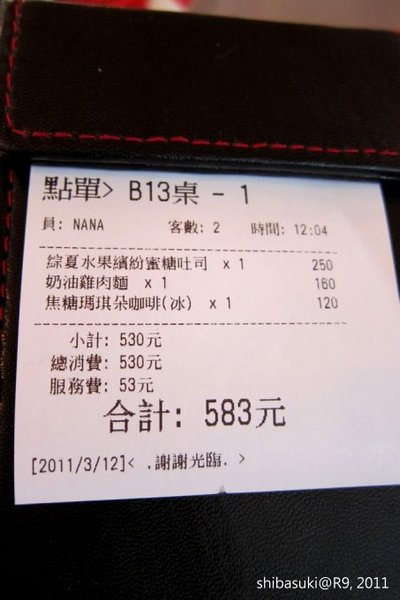 點單> B13桌 - 1
員: NANA 客數: 2 時間: 12:04
綜夏水果繽紛蜜糖吐司 x 1 250
奶油雞肉麵 x 1 160
焦糖瑪琪朵咖啡(冰) x 1 120
小計: 530元
總消費: 530元
服務費: 53元
合計: 583元
[2011/3/12]< .謝謝光臨. >
shibasuki@R9, 2011